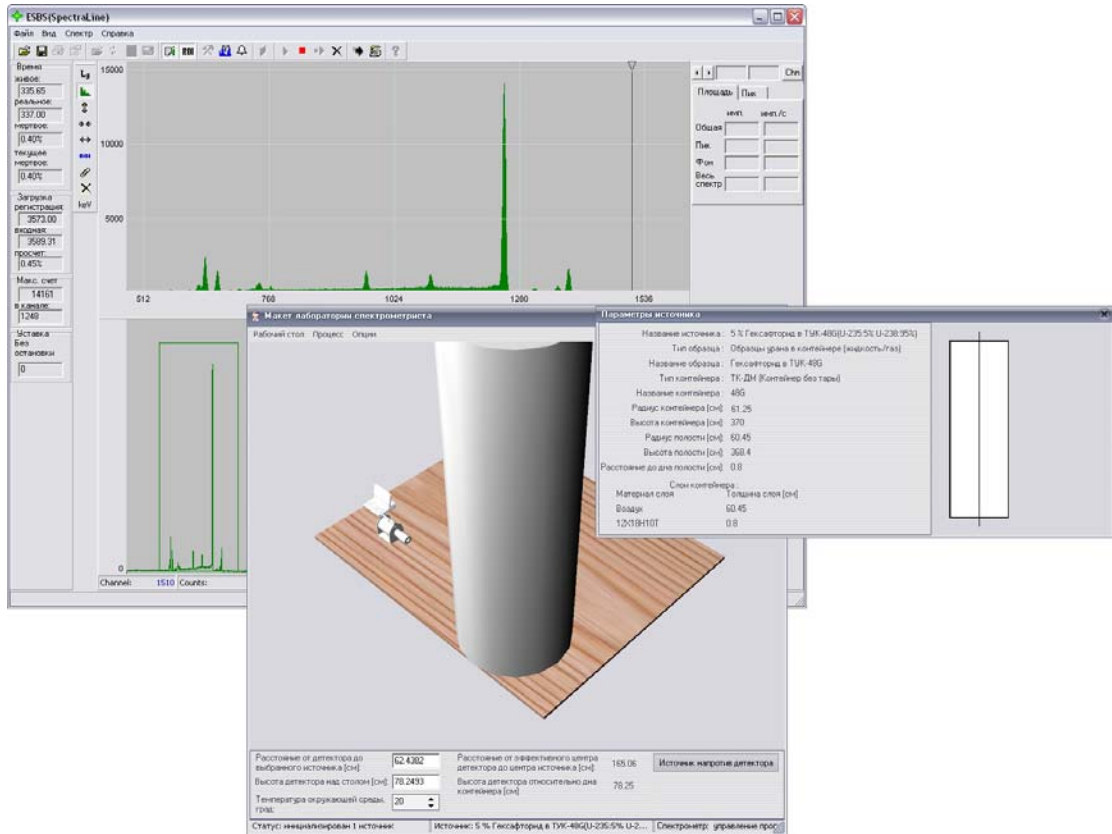 ESBS(SpectraLine)
Файл Вид Спектр Справка
Время
живое:
335.65
реальное:
337.00
мертвое:
0.40%
текущее
мертвое:
0.40%
Загрузка
регистрация:
3573.00
входная:
3589.31
просчет:
0.45%
Макс. счет
14161
в канале:
1248
Уставка
Без
остановки
0
Lg
ROI
keV
ROI
15000
10000
5000
512 768 1024 1280 1536
0
Channel: 1510 Counts:
Chn
Площадь Пик
имп. имп./с
Общая
Пик
Фон
Весь
спектр
Макет лаборатории спектрометриста
Рабочий стол Процесс Опции
Параметры источника
Название источника : 5 % Гексафторид в ТУК-48G(U-235:5% U-238:95%)
Тип образца : Образцы урана в контейнере (жидкость/газ)
Название образца : Гексафторид в ТУК-48G
Тип контейнера : ТК-ДМ (Контейнер без тары)
Название контейнера : 48G
Радиус контейнера [см]: 61.25
Высота контейнера [см]: 370
Радиус полости [см]: 60.45
Высота полости [см]: 368.4
Расстояние до дна полости [см]: 0.8
Слои контейнера :
Материал слоя Толщина слоя [см]
Воздух 60.45
12Х18Н10Т 0.8
Расстояние от детектора до
выбранного источника [см]: 62.4382
Высота детектора над столом [см]: 78.2493
Температура окружающей среды,
град: 20
Расстояние от эффективного центра
детектора до центра источника [см]: 165.06
Высота детектора относительно дна
контейнера [см] 78.25
Источник напротив детектора
Статус: инициализирован 1 источник Источник: 5 % Гексафторид в ТУК-48G(U-235:5% U-2... Спектрометр: управление прог